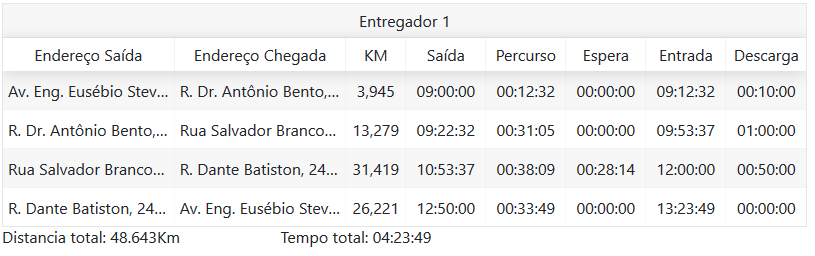 Entregador 1
Endereço Saída Endereço Chegada KM Saída Percurso Espera Entrada Descarga
Av. Eng. Eusébio Stev... R. Dr. Antônio Bento,... 3,945 09:00:00 00:12:32 00:00:00 09:12:32 00:10:00
R. Dr. Antônio Bento,... Rua Salvador Branco... 13,279 09:22:32 00:31:05 00:00:00 09:53:37 01:00:00
Rua Salvador Branco... R. Dante Batiston, 24... 31,419 10:53:37 00:38:09 00:28:14 12:00:00 00:50:00
R. Dante Batiston, 24... Av. Eng. Eusébio Stev... 26,221 12:50:00 00:33:49 00:00:00 13:23:49 00:00:00
Distancia total: 48.643Km Tempo total: 04:23:49